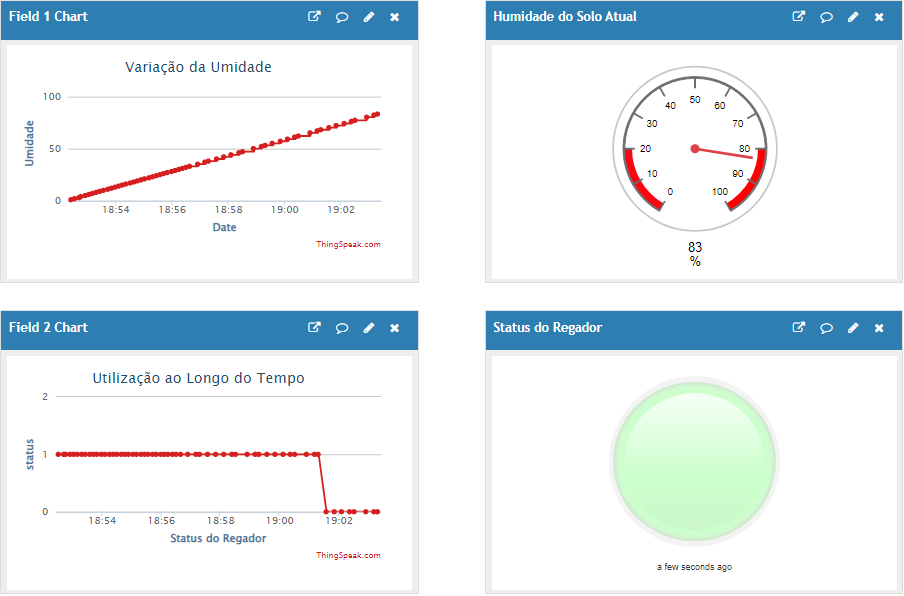 Field 1 Chart
Variação da Umidade
Umidade
100
50
0
18:54 18:56 18:58 19:00 19:02
Date
ThingSpeak.com
Humidade do Solo Atual
0 10 20 30 40 50 60 70 80 90 100
83
%
Field 2 Chart
Utilização ao Longo do Tempo
status
2
1
0
18:54 18:56 18:58 19:00 19:02
Status do Regador
ThingSpeak.com
Status do Regador
a few seconds ago